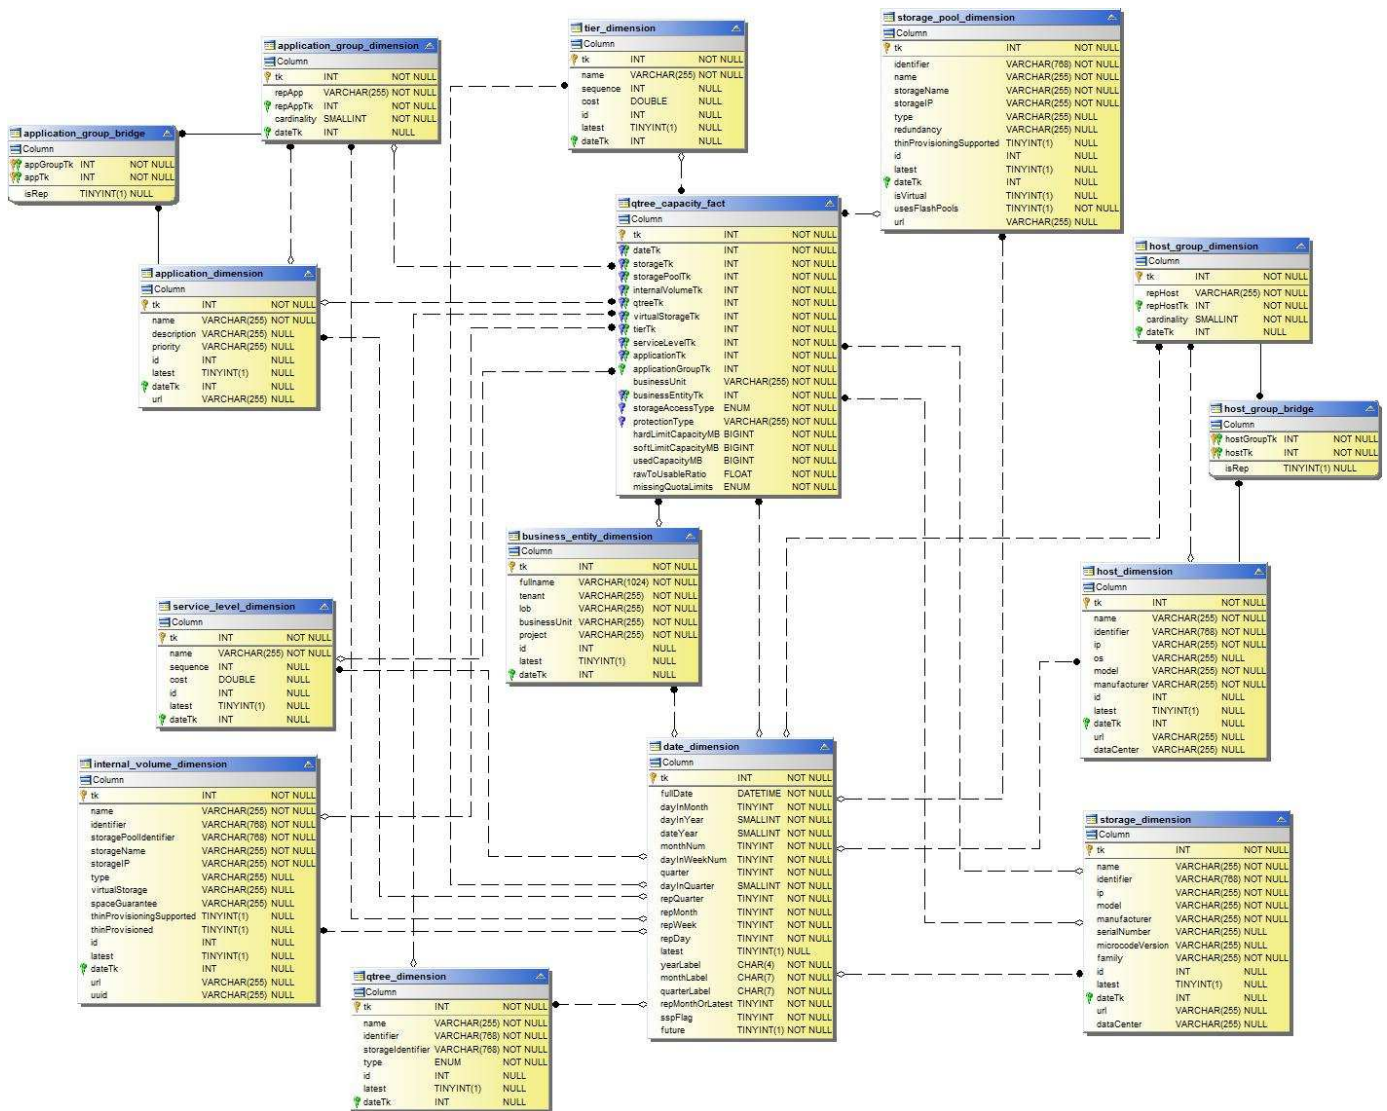 application_group_dimension
Column
tk INT NOT NULL
repApp VARCHAR(255) NOT NULL
repAppTk INT NOT NULL
cardinality SMALLINT NOT NULL
dateTk INT NULL
tier_dimension
Column
tk INT NOT NULL
name VARCHAR(255) NOT NULL
sequence INT NULL
cost DOUBLE NULL
id INT NULL
latest TINYINT(1) NULL
dateTk INT NULL
storage_pool_dimension
Column
tk INT NOT NULL
identifier VARCHAR(768) NOT NULL
name VARCHAR(255) NOT NULL
storageName VARCHAR(255) NOT NULL
storageIP VARCHAR(255) NOT NULL
type VARCHAR(255) NULL
redundancy VARCHAR(255) NULL
thinProvisioningSupported TINYINT(1) NULL
id INT NULL
latest TINYINT(1) NULL
dateTk INT NULL
isVirtual TINYINT(1) NULL
usesFlashPools TINYINT(1) NOT NULL
url VARCHAR(255) NULL
application_group_bridge
Column
appGroupTk INT NOT NULL
appTk INT NOT NULL
isRep TINYINT(1) NULL
qtree_capacity_fact
Column
tk INT NOT NULL
dateTk INT NOT NULL
storageTk INT NOT NULL
storagePoolTk INT NOT NULL
internalVolumeTk INT NOT NULL
qtreeTk INT NOT NULL
virtualStorageTk INT NOT NULL
tierTk INT NOT NULL
serviceLevelTk INT NOT NULL
applicationTk INT NOT NULL
applicationGroupTk INT NOT NULL
businessUnit VARCHAR(255) NOT NULL
businessEntityTk INT NOT NULL
storageAccessType ENUM NOT NULL
protectionType VARCHAR(255) NOT NULL
hardLimitCapacityMB BIGINT NOT NULL
softLimitCapacityMB BIGINT NOT NULL
usedCapacityMB BIGINT NOT NULL
rawToUsableRatio FLOAT NOT NULL
missingQuotaLimits ENUM NOT NULL
host_group_dimension
Column
tk INT NOT NULL
repHost VARCHAR(255) NOT NULL
repHostTk INT NOT NULL
cardinality SMALLINT NOT NULL
dateTk INT NULL
application_dimension
Column
tk INT NOT NULL
name VARCHAR(255) NOT NULL
description VARCHAR(255) NULL
priority VARCHAR(255) NULL
id INT NULL
latest TINYINT(1) NULL
dateTk INT NULL
url VARCHAR(255) NULL
host_group_bridge
Column
hostGroupTk INT NOT NULL
hostTk INT NOT NULL
isRep TINYINT(1) NULL
business_entity_dimension
Column
tk INT NOT NULL
fullname VARCHAR(1024) NOT NULL
tenant VARCHAR(255) NOT NULL
lob VARCHAR(255) NOT NULL
businessUnit VARCHAR(255) NOT NULL
project VARCHAR(255) NOT NULL
id INT NULL
latest TINYINT(1) NULL
dateTk INT NULL
host_dimension
Column
tk INT NOT NULL
name VARCHAR(255) NOT NULL
identifier VARCHAR(768) NOT NULL
ip VARCHAR(255) NOT NULL
os VARCHAR(255) NULL
model VARCHAR(255) NOT NULL
manufacturer VARCHAR(255) NOT NULL
id INT NULL
latest TINYINT(1) NULL
dateTk INT NULL
url VARCHAR(255) NULL
dataCenter VARCHAR(255) NULL
service_level_dimension
Column
tk INT NOT NULL
name VARCHAR(255) NOT NULL
sequence INT NULL
cost DOUBLE NULL
id INT NULL
latest TINYINT(1) NULL
dateTk INT NULL
date_dimension
Column
tk INT NOT NULL
fullDate DATETIME NOT NULL
dayInMonth TINYINT NOT NULL
dayInYear SMALLINT NOT NULL
dateYear SMALLINT NOT NULL
monthNum TINYINT NOT NULL
dayInWeekNum TINYINT NOT NULL
quarter TINYINT NOT NULL
dayInQuarter SMALLINT NOT NULL
repQuarter TINYINT NOT NULL
repMonth TINYINT NOT NULL
repWeek TINYINT NOT NULL
repDay TINYINT NOT NULL
latest TINYINT(1) NULL
yearLabel CHAR(4) NOT NULL
monthLabel CHAR(7) NOT NULL
quarterLabel CHAR(7) NOT NULL
repMonthOrLatest TINYINT NOT NULL
sspFlag TINYINT NOT NULL
future TINYINT(1) NOT NULL
internal_volume_dimension
Column
tk INT NOT NULL
name VARCHAR(255) NOT NULL
identifier VARCHAR(768) NOT NULL
storagePoolIdentifier VARCHAR(768) NOT NULL
storageName VARCHAR(255) NOT NULL
storageIP VARCHAR(255) NOT NULL
type VARCHAR(255) NULL
virtualStorage VARCHAR(255) NULL
spaceGuarantee VARCHAR(255) NULL
thinProvisioningSupported TINYINT(1) NULL
thinProvisioned TINYINT(1) NULL
id INT NULL
latest TINYINT(1) NULL
dateTk INT NULL
url VARCHAR(255) NULL
uuid VARCHAR(255) NULL
storage_dimension
Column
tk INT NOT NULL
name VARCHAR(255) NOT NULL
identifier VARCHAR(768) NOT NULL
ip VARCHAR(255) NOT NULL
model VARCHAR(255) NOT NULL
manufacturer VARCHAR(255) NOT NULL
serialNumber VARCHAR(255) NULL
microcodeVersion VARCHAR(255) NULL
family VARCHAR(255) NOT NULL
id INT NULL
latest TINYINT(1) NULL
dateTk INT NULL
url VARCHAR(255) NULL
dataCenter VARCHAR(255) NULL
qtree_dimension
Column
tk INT NOT NULL
name VARCHAR(255) NOT NULL
identifier VARCHAR(768) NOT NULL
storageIdentifier VARCHAR(768) NOT NULL
type ENUM NOT NULL
id INT NULL
latest TINYINT(1) NULL
dateTk INT NULL